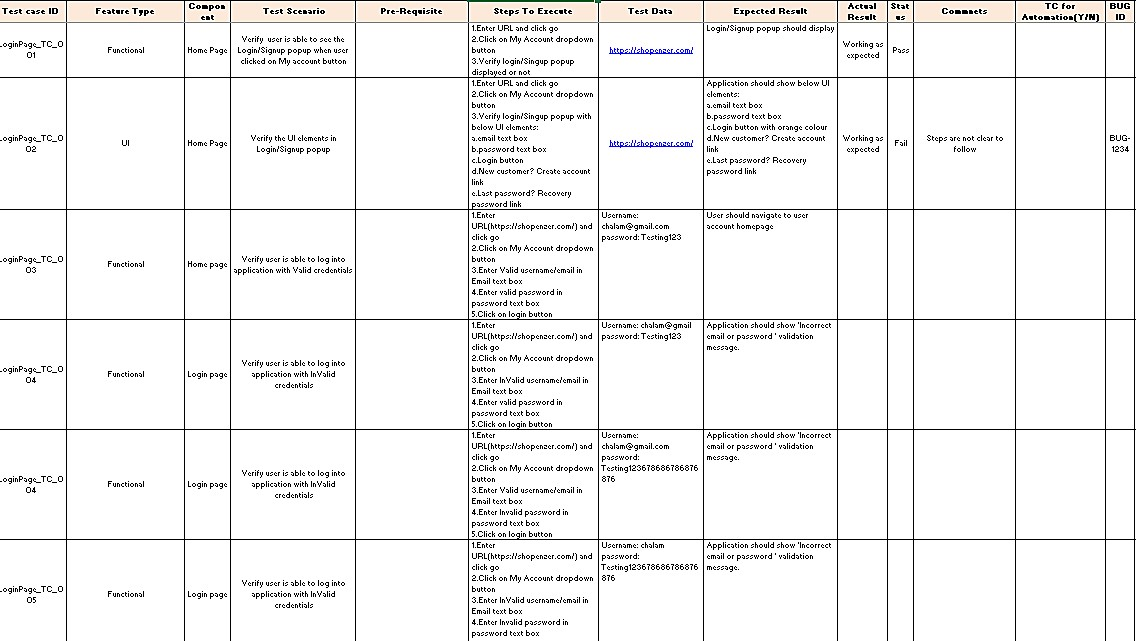 Test case ID
Feature Type
Compon
ent
Test Scenario
Pre-Requisite
Steps To Execute
Test Data
Expected Result
Actual
Result
Stat
us
Commnets
TC for
Automation(Y/N)
BUG
ID
LoginPage_TC_0
01
Functional
Home Page
Verify user is able to see the
Login/Signup popup when user
clicked on My account button
1.Enter URL and click go
2.Click on My Account dropdown
button
3.Verify login/Singup popup
displayed or not
https://shopenzer.com/
Login/Signup popup should display
Working as
expected
Pass
LoginPage_TC_0
02
UI
Home Page
Verify the UI elements in
Login/Signup popup
1.Enter URL and click go
2.Click on My Account dropdown
button
3.Verify login/Singup popup with
below UI elements:
a.email text box
b.password text box
c.Login button
d.New customer? Create account
link
e.Last password? Recovery
password link
https://shopenzer.com/
Application should show below UI
elements:
a.email text box
b.password text box
c.Login button with orange colour
d.New customer? Create account
link
e.Last password? Recovery
password link
Working as
expected
Fail
Steps are not clear to
follow
BUG-
1234
LoginPage_TC_0
03
Functional
Home page
Verify user is able to log into
application with Valid credentials
1.Enter
URL(https://shopenzer.com/) and
click go
2.Click on My Account dropdown
button
3.Enter Valid username/email in
Email text box
4.Enter valid password in
password text box
5.Click on login button
Username:
chalam@gmail.com
password: Testing123
User should navigate to user
account homepage
LoginPage_TC_0
04
Functional
Login page
Verify user is able to log into
application with InValid
credentials
1.Enter
URL(https://shopenzer.com/) and
click go
2.Click on My Account dropdown
button
3.Enter InValid username/email in
Email text box
4.Enter valid password in
password text box
5.Click on login button
Username: chalam@gmail
password: Testing123
Application should show 'Incorrect
email or password ' validation
message.
LoginPage_TC_0
04
Functional
Login page
Verify user is able to log into
application with InValid
credentials
1.Enter
URL(https://shopenzer.com/) and
click go
2.Click on My Account dropdown
button
3.Enter Valid username/email in
Email text box
4.Enter Invalid password in
password text box
5.Click on login button
Username:
chalam@gmail.com
password:
Testing123678686786876
876
Application should show 'Incorrect
email or password ' validation
message.
LoginPage_TC_0
05
Functional
Login page
Verify user is able to log into
application with InValid
credentials
1.Enter
URL(https://shopenzer.com/) and
click go
2.Click on My Account dropdown
button
3.Enter InValid username/email in
Email text box
4.Enter Invalid password in
password text box
Username: chalam
password:
Testing123678686786876
876
Application should show 'Incorrect
email or password ' validation
message.